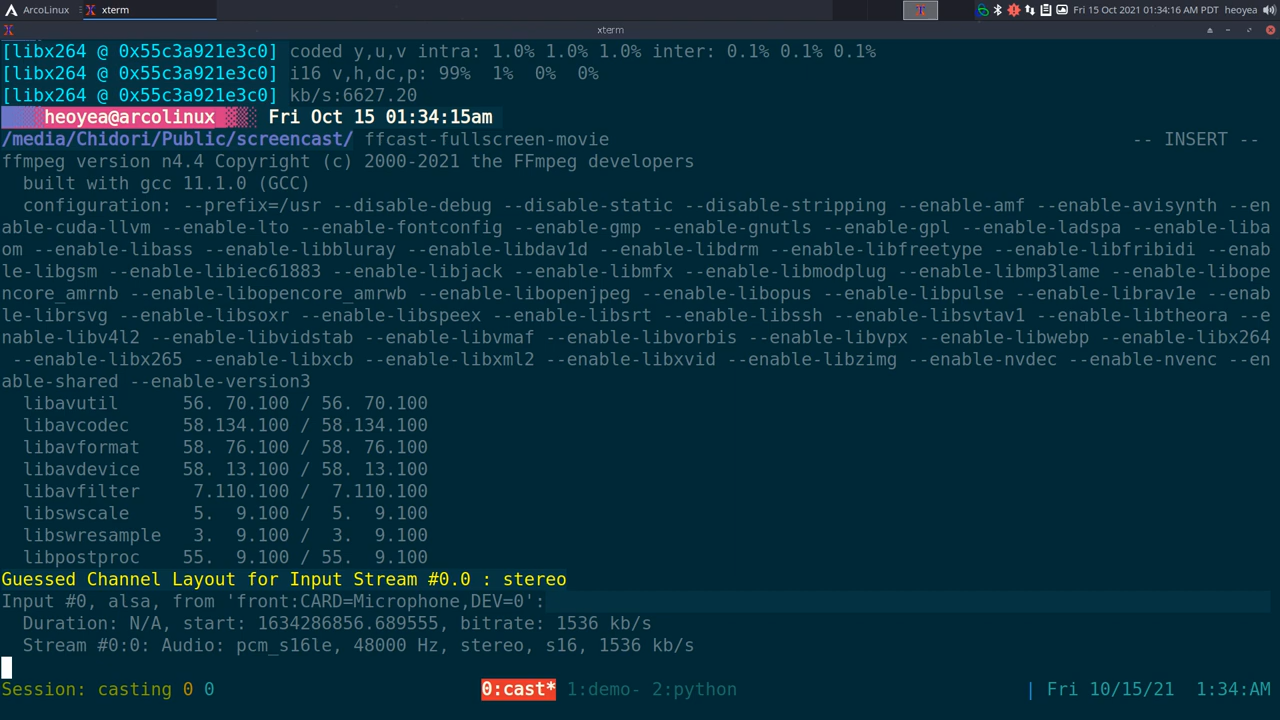 ArcoLinux xterm Fri 15 Oct 2021 01:34:16 AM PDT heoyea
xterm
[libx264 @ 0x55c3a921e3c0] coded y,u,v intra: 1.0% 1.0% 1.0% inter: 0.1% 0.1% 0.1%
[libx264 @ 0x55c3a921e3c0] i16 v,h,dc,p: 99% 1% 0% 0%
[libx264 @ 0x55c3a921e3c0] kb/s:6627.20
heoyea@arcolinux Fri Oct 15 01:34:15am
/media/Chidori/Public/screencast/ ffcast-fullscreen-movie -- INSERT --
ffmpeg version n4.4 Copyright (c) 2000-2021 the FFmpeg developers
built with gcc 11.1.0 (GCC)
configuration: --prefix=/usr --disable-debug --disable-static --disable-stripping --enable-amf --enable-avisynth --en
able-cuda-llvm --enable-lto --enable-fontconfig --enable-gmp --enable-gnutls --enable-gpl --enable-ladspa --enable-liba
om --enable-libass --enable-libbluray --enable-libdav1d --enable-libdrm --enable-libfreetype --enable-libfribidi --enab
le-libgsm --enable-libiec61883 --enable-libjack --enable-libmfx --enable-libmodplug --enable-libmp3lame --enable-libope
ncore_amrnb --enable-libopencore_amrwb --enable-libopenjpeg --enable-libopus --enable-libpulse --enable-librav1e --enab
le-librsvg --enable-libsoxr --enable-libspeex --enable-libsrt --enable-libssh --enable-libsvtav1 --enable-libtheora --e
nable-libv4l2 --enable-libvidstab --enable-libvmaf --enable-libvorbis --enable-libvpx --enable-libwebp --enable-libx264
--enable-libx265 --enable-libxcb --enable-libxml2 --enable-libxvid --enable-libzimg --enable-nvdec --enable-nvenc --en
able-shared --enable-version3
libavutil 56. 70.100 / 56. 70.100
libavcodec 58.134.100 / 58.134.100
libavformat 58. 76.100 / 58. 76.100
libavdevice 58. 13.100 / 58. 13.100
libavfilter 7.110.100 / 7.110.100
libswscale 5. 9.100 / 5. 9.100
libswresample 3. 9.100 / 3. 9.100
libpostproc 55. 9.100 / 55. 9.100
Guessed Channel Layout for Input Stream #0.0 : stereo
Input #0, alsa, from 'front:CARD=Microphone,DEV=0':
Duration: N/A, start: 1634286856.689555, bitrate: 1536 kb/s
Stream #0:0: Audio: pcm_s16le, 48000 Hz, stereo, s16, 1536 kb/s
Session: casting 0 0 0:cast* 1:demo- 2:python | Fri 10/15/21 1:34:AM